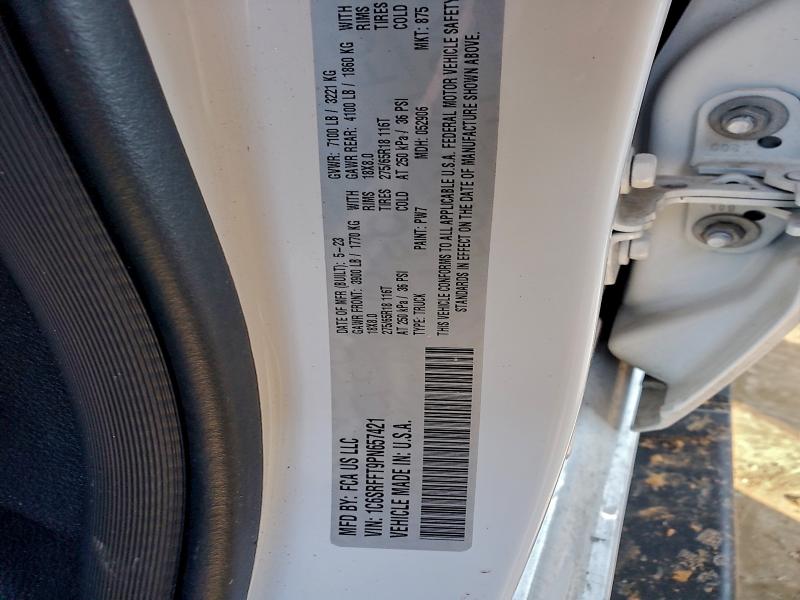 MFD BY: FCA US LLC
VIN: 1C6SRFFT9PN657421
VEHICLE MADE IN: U.S.A.
DATE OF MFR (BUILT): 5-23 GVWR: 7100 LB / 3221 KG WITH
GAWR FRONT: 3900 LB / 1770 KG WITH GAWR REAR: 4100 LB / 1860 KG RIMS
18X8.0 RIMS 18X8.0 TIRES
275/65R18 116T TIRES 275/65R18 116T COLD
AT 250 kPa / 36 PSI COLD AT 250 kPa / 36 PSI
TYPE: TRUCK PAINT: PW7 MDH: 052906 MKT: 875
THIS VEHICLE CONFORMS TO ALL APPLICABLE U.S.A. FEDERAL MOTOR VEHICLE SAFETY
STANDARDS IN EFFECT ON THE DATE OF MANUFACTURE SHOWN ABOVE.